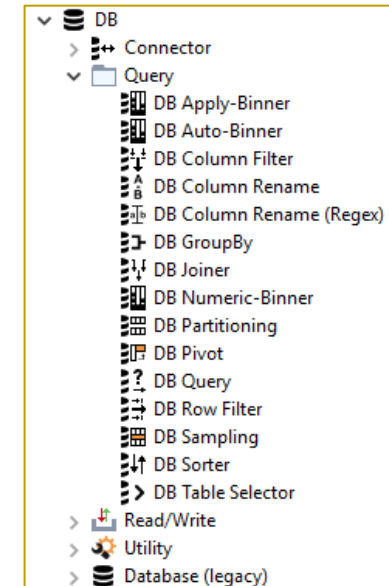 DB
Connector
Query
DB Apply-Binner
DB Auto-Binner
DB Column Filter
DB Column Rename
DB Column Rename (Regex)
DB GroupBy
DB Joiner
DB Numeric-Binner
DB Partitioning
DB Pivot
DB Query
DB Row Filter
DB Sampling
DB Sorter
DB Table Selector
Read/Write
Utility
Database (legacy)